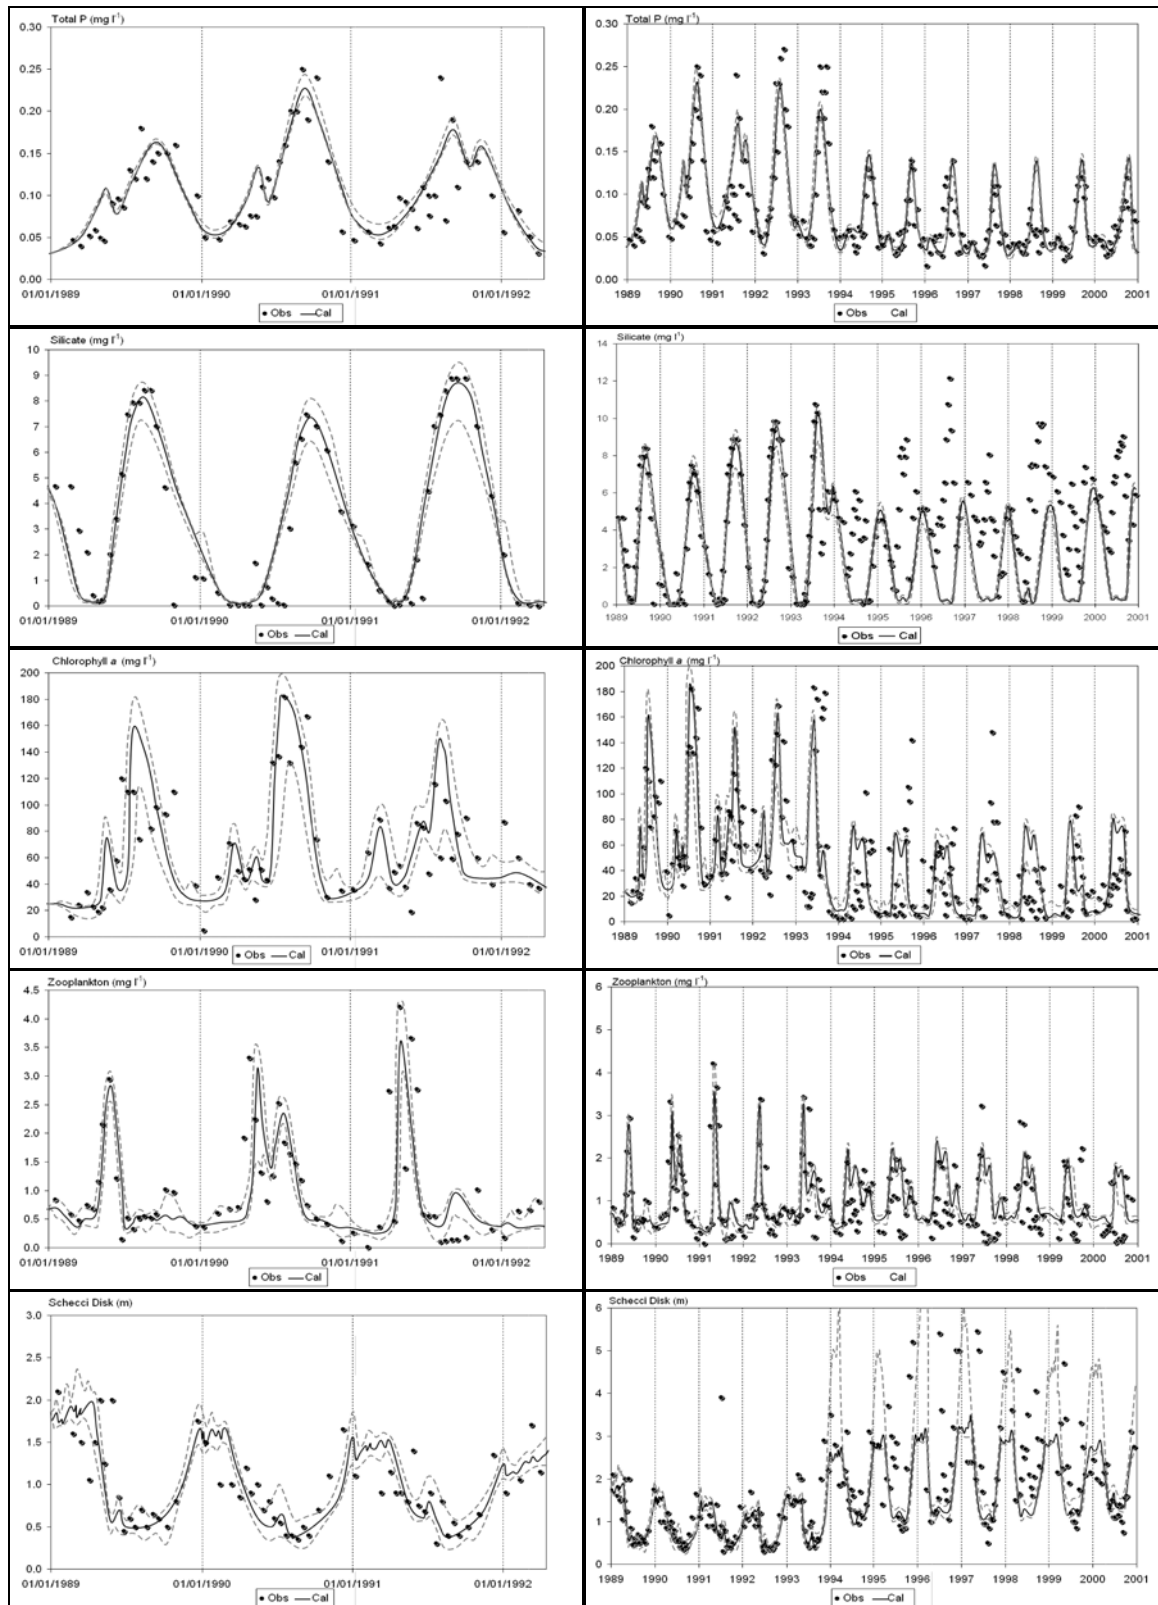 Total P (mg l-1)
0.30
0.25
0.20
0.15
0.10
0.05
0.00
01/01/1989 01/01/1990 01/01/1991 01/01/1992
Obs Cal
Total P (mg l-1)
0.30
0.25
0.20
0.15
0.10
0.05
0.00
1989 1990 1991 1992 1993 1994 1995 1996 1997 1998 1999 2000 2001
Obs Cal
Silicate (mg l-1)
10
9
8
7
6
5
4
3
2
1
0
01/01/1989 01/01/1990 01/01/1991 01/01/1992
Obs Cal
Silicate (mg l-1)
14
12
10
8
6
4
2
0
1989 1990 1991 1992 1993 1994 1995 1996 1997 1998 1999 2000 2001
Obs Cal
Chlorophyll a (mg l-1)
200
180
160
140
120
100
80
60
40
20
0
01/01/1989 01/01/1990 01/01/1991 01/01/1992
Obs Cal
Chlorophyll a (mg l-1)
200
180
160
140
120
100
80
60
40
20
0
1989 1990 1991 1992 1993 1994 1995 1996 1997 1998 1999 2000 2001
Obs Cal
Zooplankton (mg l-1)
4.5
4.0
3.5
3.0
2.5
2.0
1.5
1.0
0.5
0.0
01/01/1989 01/01/1990 01/01/1991 01/01/1992
Obs Cal
Zooplankton (mg l-1)
6
5
4
3
2
1
0
1989 1990 1991 1992 1993 1994 1995 1996 1997 1998 1999 2000 2001
Obs Cal
Schecci Disk (m)
3.0
2.5
2.0
1.5
1.0
0.5
0.0
01/01/1989 01/01/1990 01/01/1991 01/01/1992
Obs Cal
Schecci Disk (m)
6
5
4
3
2
1
0
1989 1990 1991 1992 1993 1994 1995 1996 1997 1998 1999 2000 2001
Obs Cal